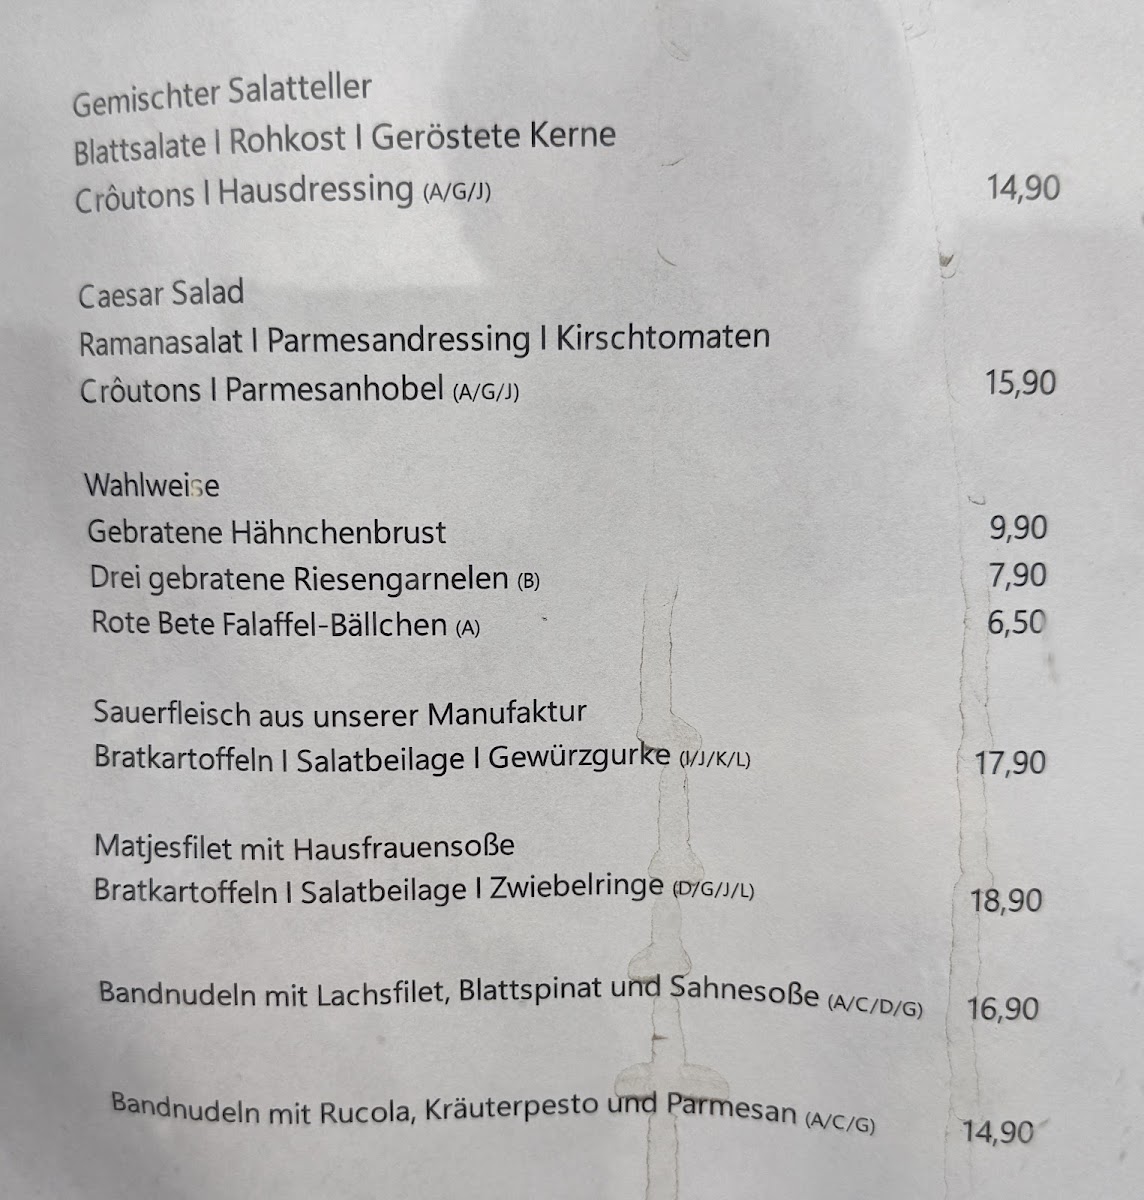 Gemischter Salatteller
Blattsalate I Rohkost I Geröstete Kerne
Crôutons I Hausdressing (A/G/J) 14,90
Caesar Salad
Ramanasalat I Parmesandressing I Kirschtomaten
Crôutons I Parmesanhobel (A/G/J) 15,90
Wahlweise
Gebratene Hähnchenbrust 9,90
Drei gebratene Riesengarnelen (B) 7,90
Rote Bete Falaffel-Bällchen (A) 6,50
Sauerfleisch aus unserer Manufaktur
Bratkartoffeln I Salatbeilage I Gewürzgurke (I/J/K/L) 17,90
Matjesfilet mit Hausfrauensoße
Bratkartoffeln I Salatbeilage I Zwiebelringe (D/G/J/L) 18,90
Bandnudeln mit Lachsfilet, Blattspinat und Sahnesoße (A/C/D/G) 16,90
Bandnudeln mit Rucola, Kräuterpesto und Parmesan (A/C/G) 14,90